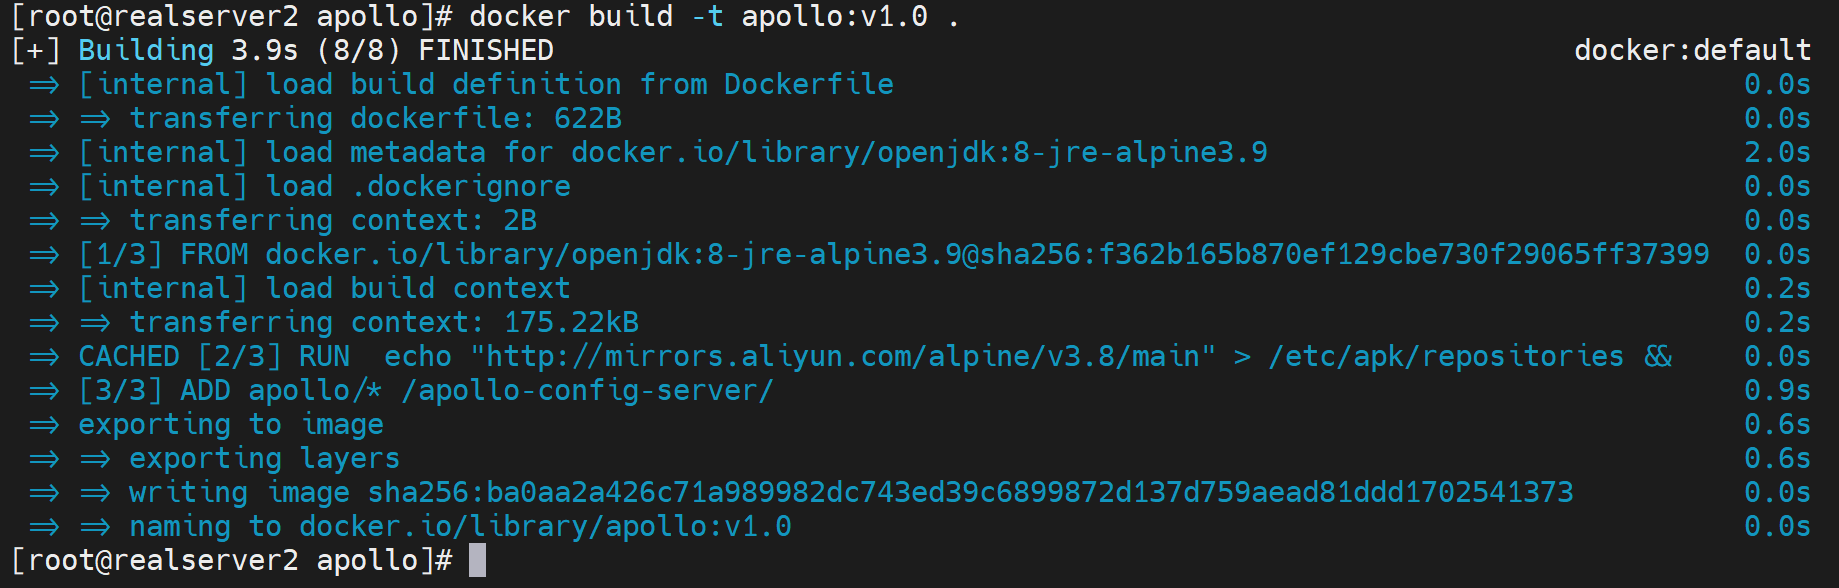 [root@realserver2 apollo]# docker build -t apollo:v1.0 .
[+] Building 3.9s (8/8) FINISHED docker:default
=> [internal] load build definition from Dockerfile 0.0s
=> => transferring dockerfile: 622B 0.0s
=> [internal] load metadata for docker.io/library/openjdk:8-jre-alpine3.9 2.0s
=> [internal] load .dockerignore 0.0s
=> => transferring context: 2B 0.0s
=> [1/3] FROM docker.io/library/openjdk:8-jre-alpine3.9@sha256:f362b165b870ef129cbe730f29065ff37399 0.0s
=> [internal] load build context 0.2s
=> => transferring context: 175.22kB 0.2s
=> CACHED [2/3] RUN  echo "http://mirrors.aliyun.com/alpine/v3.8/main" > /etc/apk/repositories && 0.0s
=> [3/3] ADD apollo/* /apollo-config-server/ 0.9s
=> exporting to image 0.6s
=> => exporting layers 0.6s
=> => writing image sha256:ba0aa2a426c71a989982dc743ed39c6899872d137d759aead81ddd1702541373 0.0s
=> => naming to docker.io/library/apollo:v1.0 0.0s
[root@realserver2 apollo]#